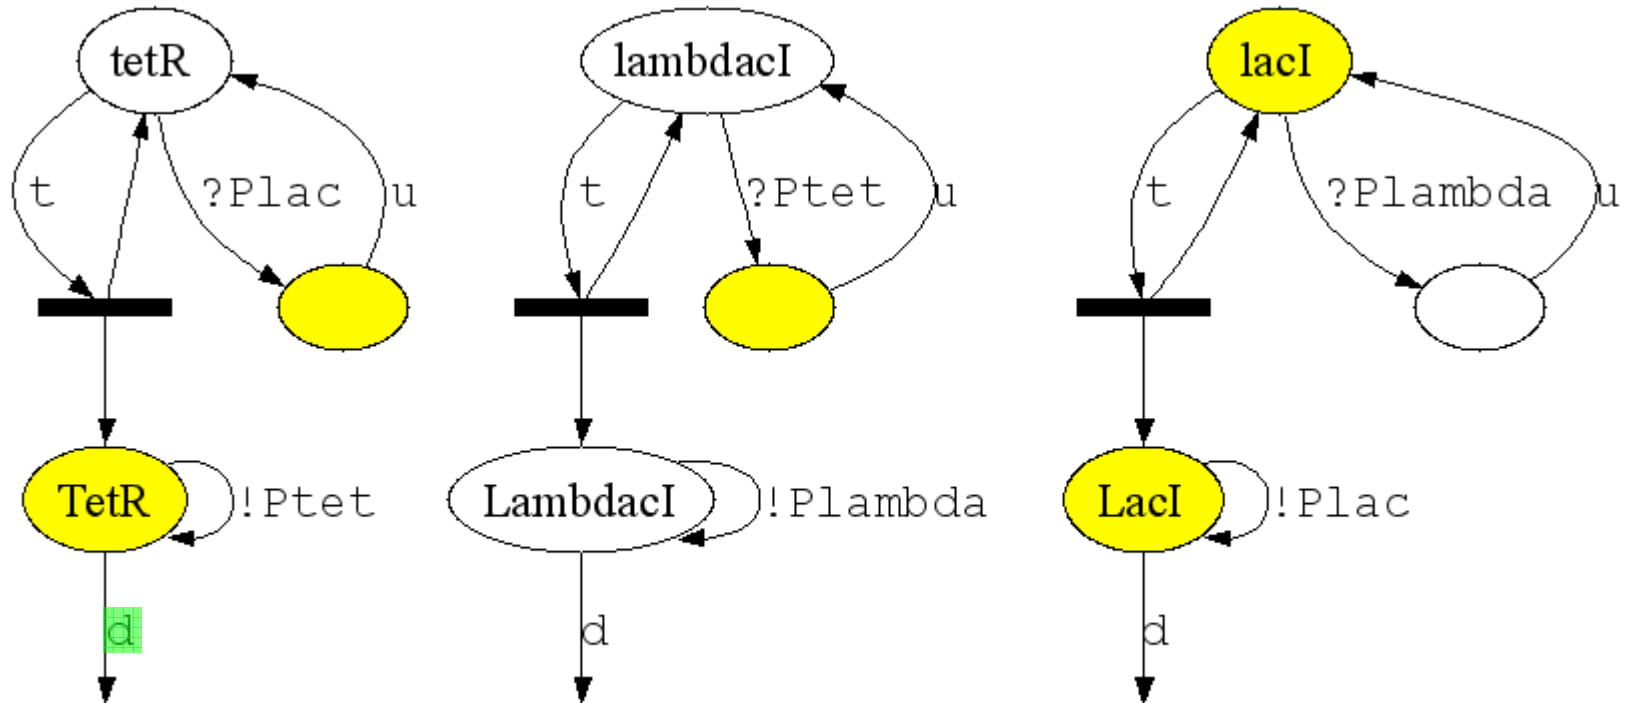 tetR lambdacI lacI
t ?Plac u t ?Ptet u t ?Plambda u
TetR !Ptet LambdacI !Plambda LacI !Plac
d d d